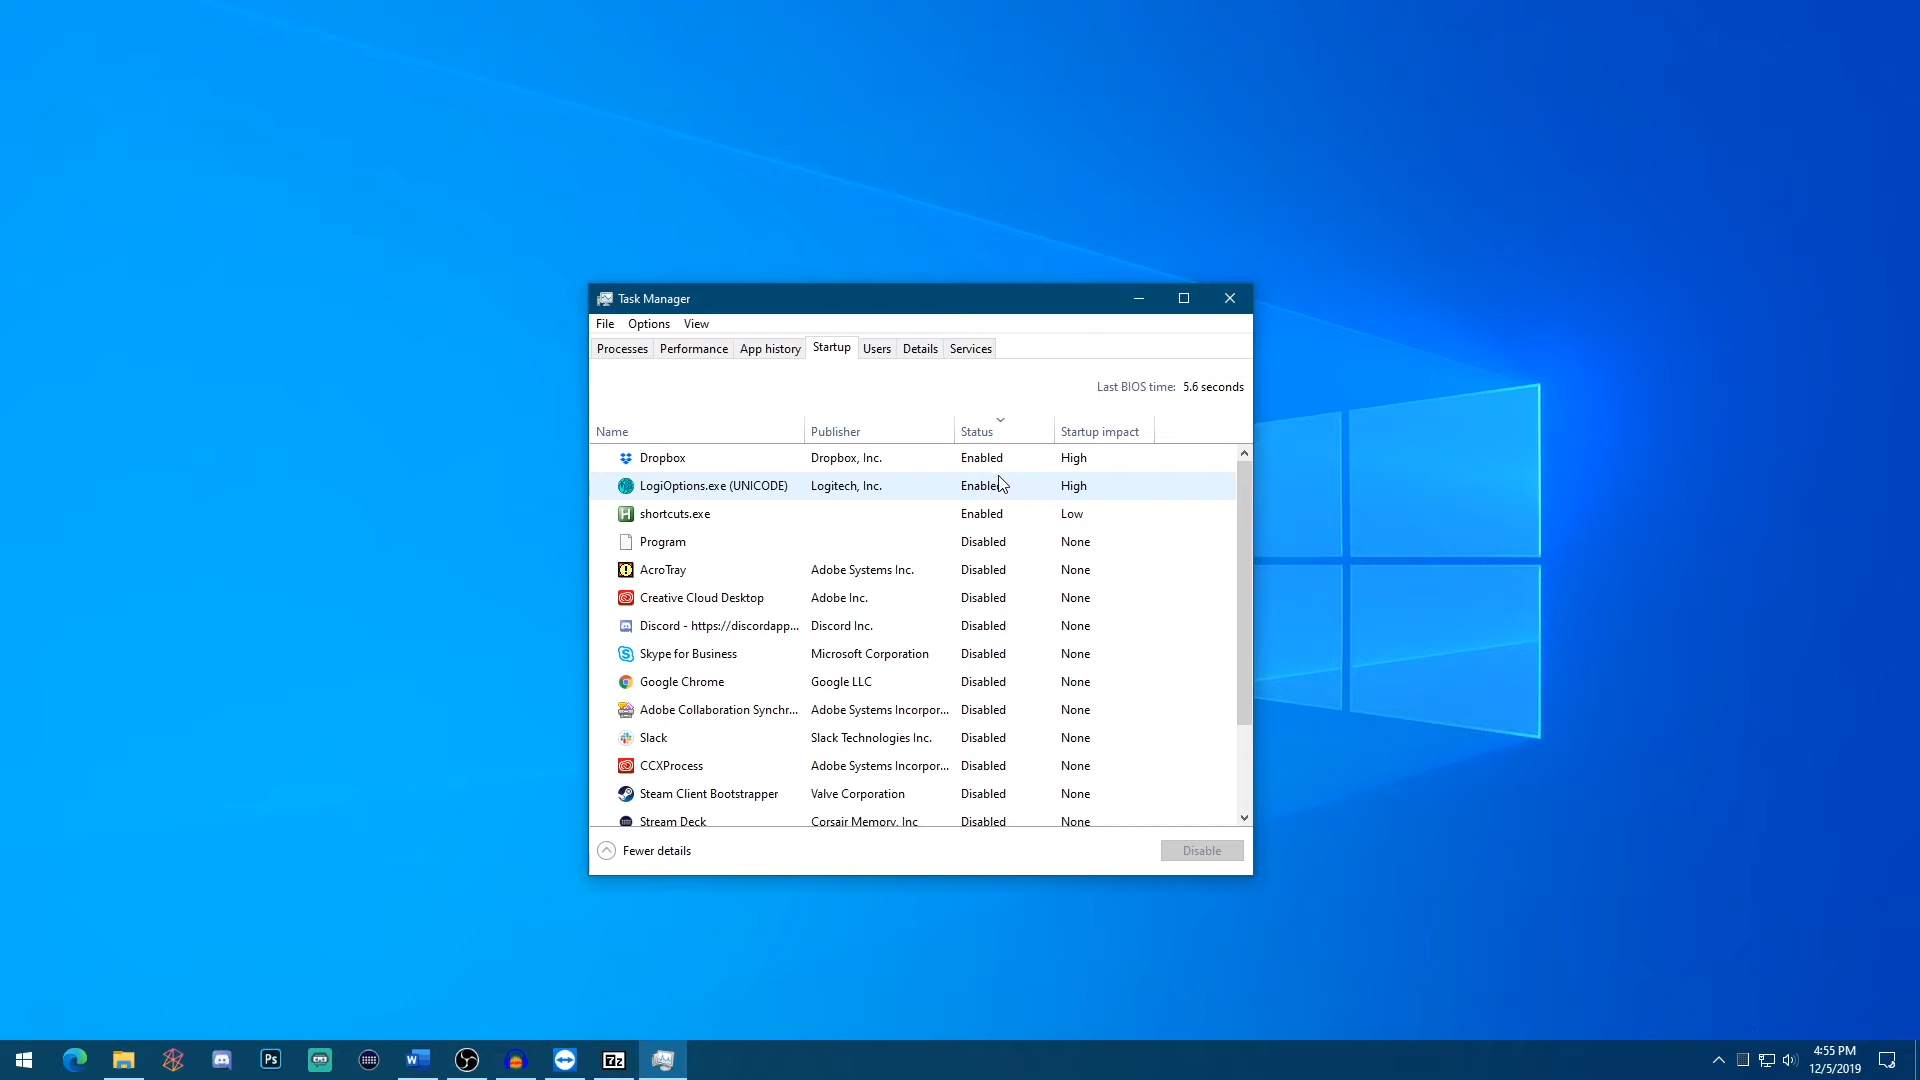 Task Manager
File Options View
Processes Performance App history Startup Users Details Services
Last BIOS time: 5.6 seconds
Name Publisher Status Startup impact
Dropbox Dropbox, Inc. Enabled High
LogiOptions.exe (UNICODE) Logitech, Inc. Enabled High
shortcuts.exe Enabled Low
Program Disabled None
AcroTray Adobe Systems Inc. Disabled None
Creative Cloud Desktop Adobe Inc. Disabled None
Discord - https://discordapp... Discord Inc. Disabled None
Skype for Business Microsoft Corporation Disabled None
Google Chrome Google LLC Disabled None
Adobe Collaboration Synchr... Adobe Systems Incorpor... Disabled None
Slack Slack Technologies Inc. Disabled None
CCXProcess Adobe Systems Incorpor... Disabled None
Steam Client Bootstrapper Valve Corporation Disabled None
Stream Deck Corsair Memory, Inc Disabled None
Fewer details Disable
Ps
7z
4:55 PM
12/5/2019